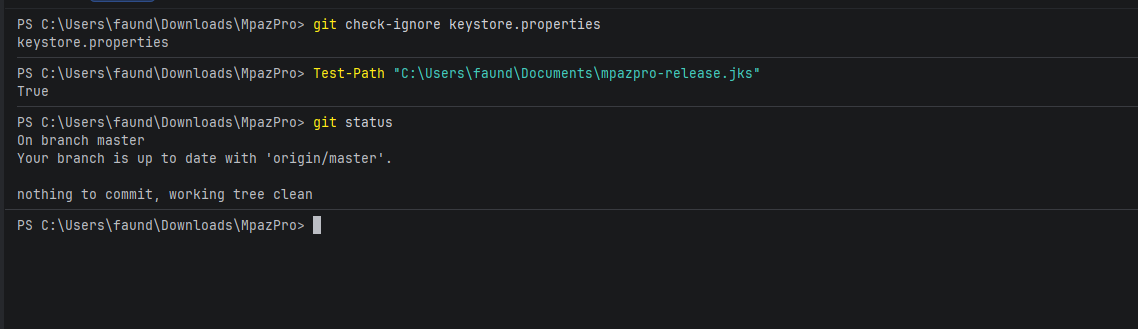 PS C:\Users\faund\Downloads\MpazPro> git check-ignore keystore.properties
keystore.properties
PS C:\Users\faund\Downloads\MpazPro> Test-Path "C:\Users\faund\Documents\mpazpro-release.jks"
True
PS C:\Users\faund\Downloads\MpazPro> git status
On branch master
Your branch is up to date with 'origin/master'.
nothing to commit, working tree clean
PS C:\Users\faund\Downloads\MpazPro>